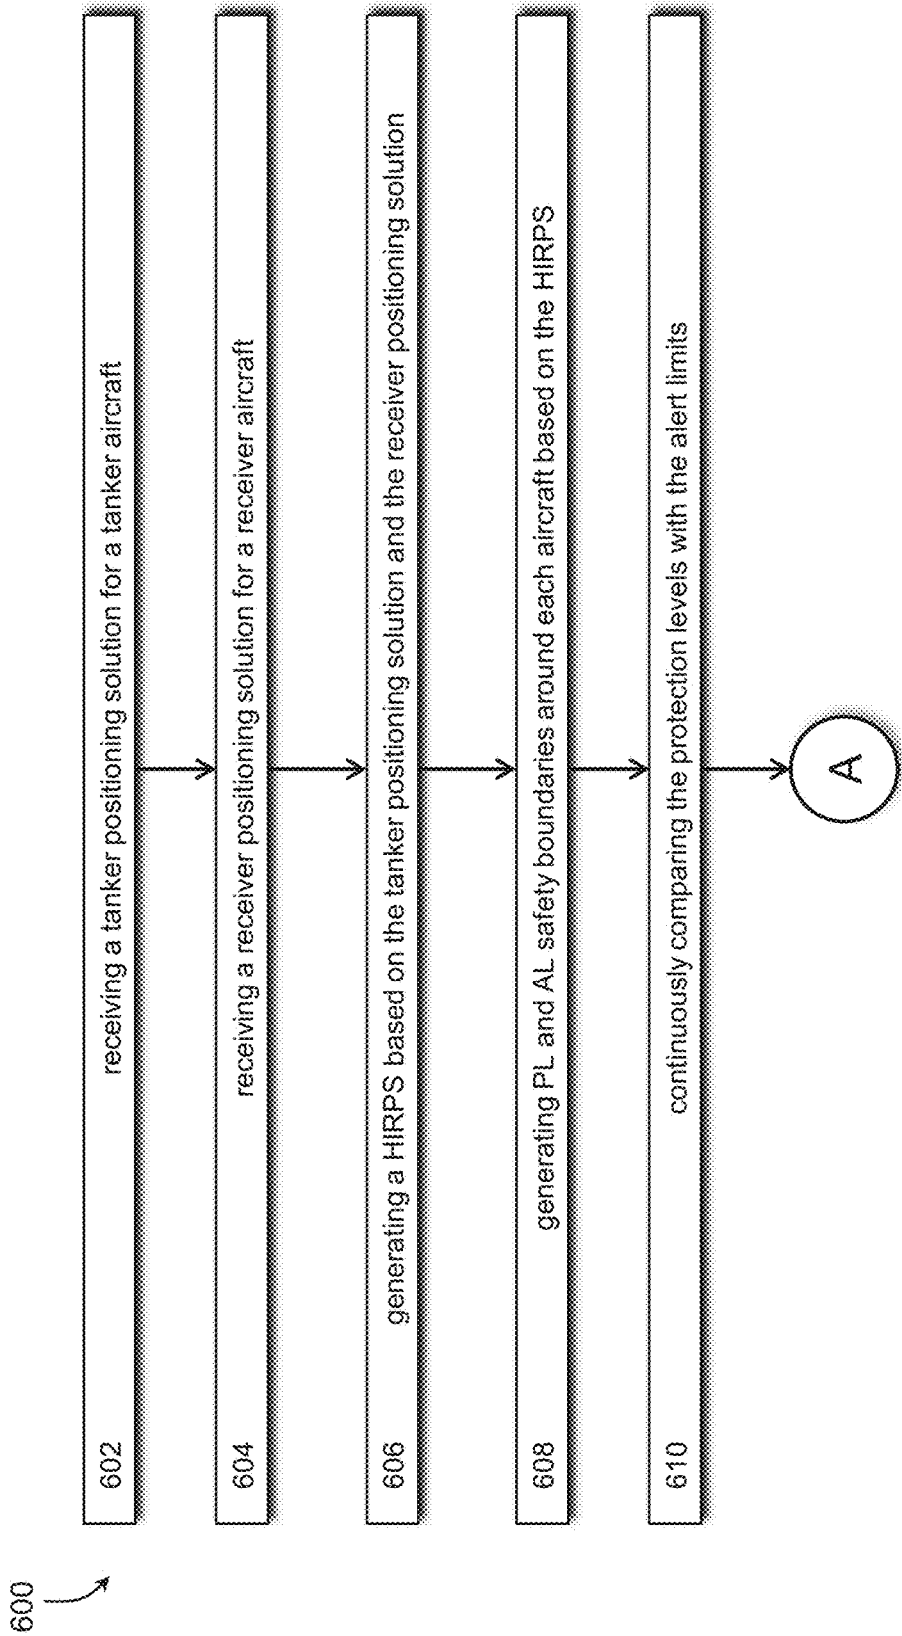 600
602 receiving a tanker positioning solution for a tanker aircraft
604 receiving a receiver positioning solution for a receiver aircraft
606 generating a HIRPS based on the tanker positioning solution and the receiver positioning solution
608 generating PL and AL safety boundaries around each aircraft based on the HIRPS
610 continuously comparing the protection levels with the alert limits
A